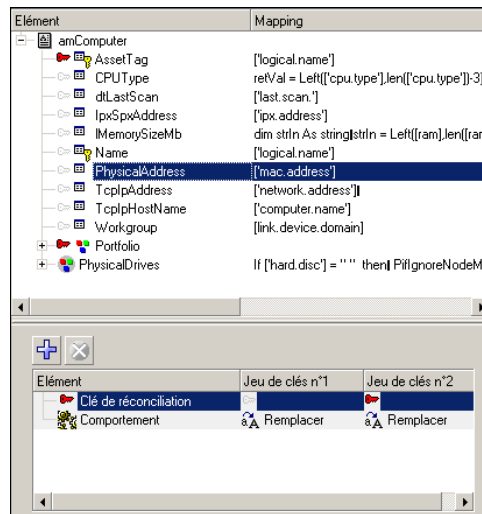 Elément Mapping
amComputer
AssetTag ['logical.name']
CPUType retVal = Left(['cpu.type'],len(['cpu.type'])-3)
dtLastScan ['last.scan.']
IpxSpxAddress ['ipx.address']
lMemorySizeMb dim strIn As string|strIn = Left([ram],len([rar
Name ['logical.name']
PhysicalAddress ['mac.address']
TcpIpAddress ['network.address']
TcpIpHostName ['computer.name']
Workgroup [link.device.domain]
Portfolio
PhysicalDrives If ['hard.disc'] = " " then PifIgnoreNodeM
Elément Jeu de clés n°1 Jeu de clés n°2
Clé de réconciliation
Comportement Remplacer Remplacer